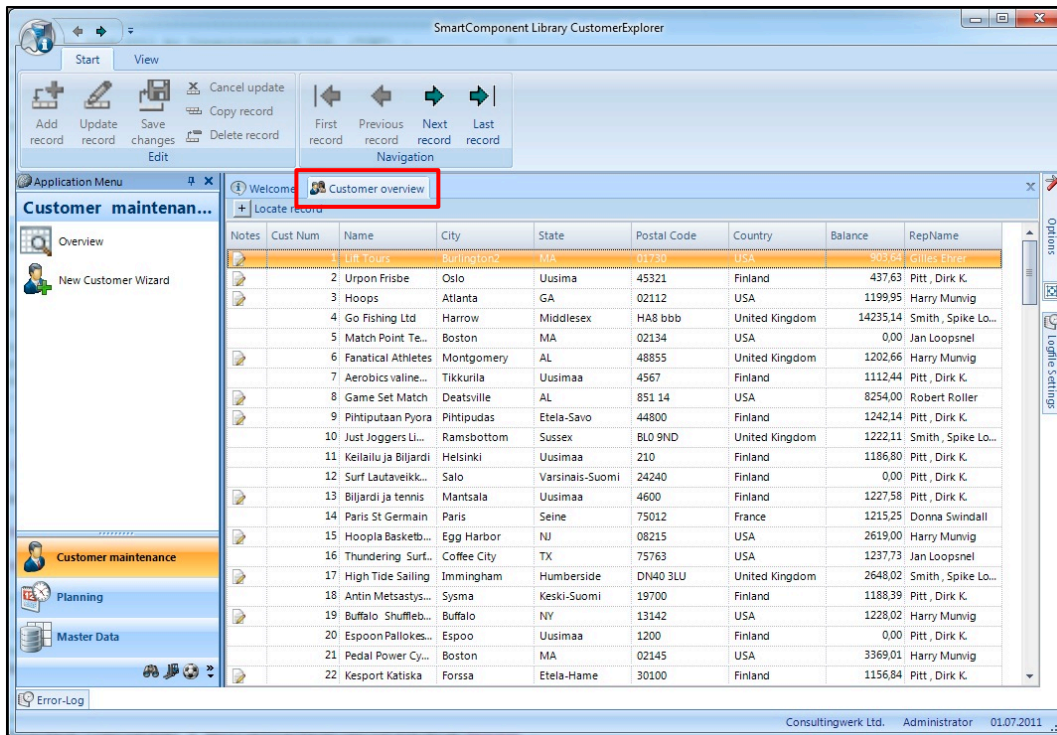 SmartComponent Library CustomerExplorer
Start View
Add record
Update record
Save changes
Cancel update
Copy record
Delete record
First record
Previous record
Next record
Last record
Edit
Navigation
Application Menu
Customer maintenan...
Overview
New Customer Wizard
Customer maintenance
Planning
Master Data
Welcome Customer overview
+ Locate record
Notes Cust Num Name City State Postal Code Country Balance RepName
1 Lift Tours Burlington2 MA 01730 USA 903,64 Gilles Ehrer
2 Urpon Frisbe Oslo Uusima 45321 Finland 437,63 Pitt , Dirk K.
3 Hoops Atlanta GA 02112 USA 1199,95 Harry Munvig
4 Go Fishing Ltd Harrow Middlesex HA8 bbb United Kingdom 14235,14 Smith , Spike Lo...
5 Match Point Te... Boston MA 02134 USA 0,00 Jan Loopsnel
6 Fanatical Athletes Montgomery AL 48855 United Kingdom 1202,66 Harry Munvig
7 Aerobics valine... Tikkurila Uusimaa 4567 Finland 1112,44 Pitt , Dirk K.
8 Game Set Match Deatsville AL 851 14 USA 8254,00 Robert Roller
9 Pihtiputaan Pyora Pihtipudas Etela-Savo 44800 Finland 1242,14 Pitt , Dirk K.
10 Just Joggers Li... Ramsbottom Sussex BL0 9ND United Kingdom 1222,11 Smith , Spike Lo...
11 Keilailu ja Biljardi Helsinki Uusimaa 210 Finland 1186,80 Pitt , Dirk K.
12 Surf Lautaveikk... Salo Varsinais-Suomi 24240 Finland 0,00 Pitt , Dirk K.
13 Biljardi ja tennis Mantsala Uusimaa 4600 Finland 1227,58 Pitt , Dirk K.
14 Paris St Germain Paris Seine 75012 France 1215,25 Donna Swindall
15 Hoopla Basketb... Egg Harbor NJ 08215 USA 2619,00 Harry Munvig
16 Thundering Surf... Coffee City TX 75763 USA 1237,73 Jan Loopsnel
17 High Tide Sailing Immingham Humberside DN40 3LU United Kingdom 2648,02 Smith , Spike Lo...
18 Antin Metsastys... Sysma Keski-Suomi 19700 Finland 1188,39 Pitt , Dirk K.
19 Buffalo Shuffleb... Buffalo NY 13142 USA 1228,02 Harry Munvig
20 Espoon Pallokes... Espoo Uusimaa 1200 Finland 0,00 Pitt , Dirk K.
21 Pedal Power Cy... Boston MA 02145 USA 3369,01 Harry Munvig
22 Kesport Katiska Forssa Etela-Hame 30100 Finland 1156,84 Pitt , Dirk K.
Options
Logfile Settings
Error-Log
Consultingwerk Ltd. Administrator 01.07.2011